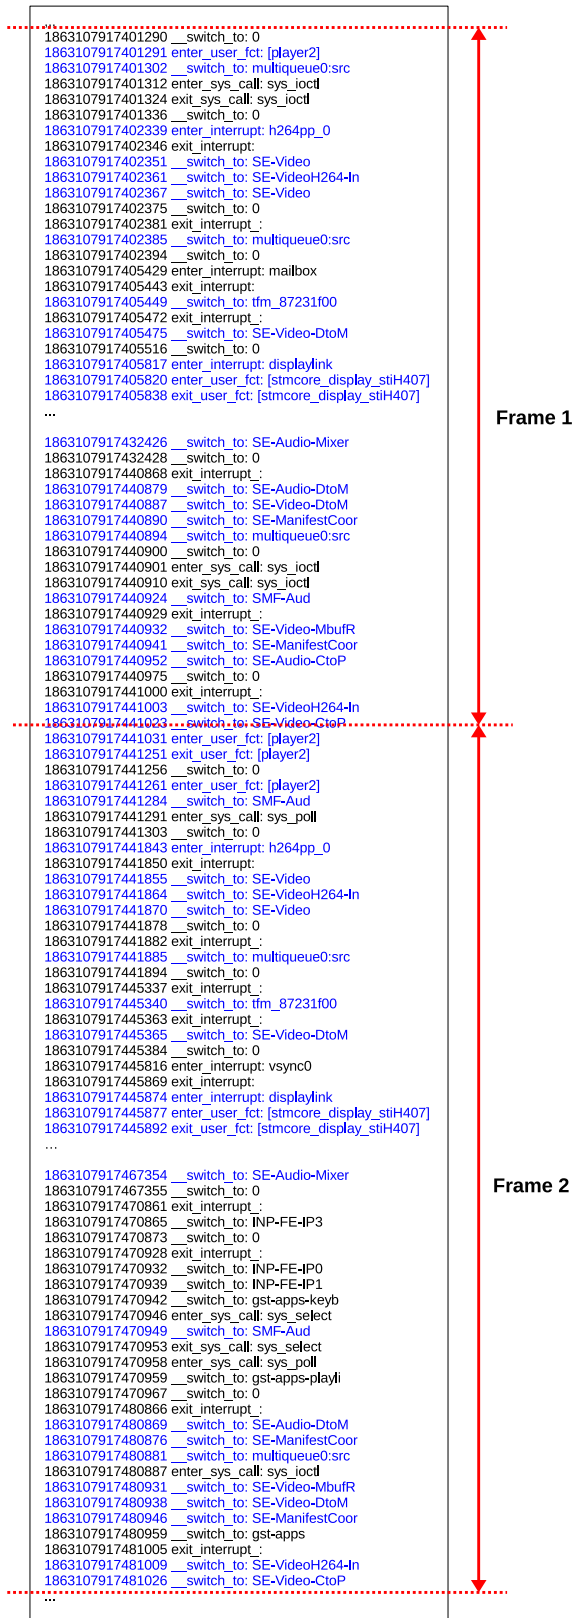 ...
1863107917401290 __switch_to: 0
1863107917401291 enter_user_fct: [player2]
1863107917401302 __switch_to: multiqueue0:src
1863107917401312 enter_sys_call: sys_ioctl
1863107917401324 exit_sys_call: sys_ioctl
1863107917401336 __switch_to: 0
1863107917402339 enter_interrupt: h264pp_0
1863107917402346 exit_interrupt:
1863107917402351 __switch_to: SE-Video
1863107917402361 __switch_to: SE-VideoH264-In
1863107917402367 __switch_to: SE-Video
1863107917402375 __switch_to: 0
1863107917402381 exit_interrupt_:
1863107917402385 __switch_to: multiqueue0:src
1863107917402394 __switch_to: 0
1863107917405429 enter_interrupt: mailbox
1863107917405443 exit_interrupt:
1863107917405449 __switch_to: tfm_87231f00
1863107917405472 exit_interrupt_:
1863107917405475 __switch_to: SE-Video-DtoM
1863107917405516 __switch_to: 0
1863107917405817 enter_interrupt: displaylink
1863107917405820 enter_user_fct: [stmcore_display_stiH407]
1863107917405838 exit_user_fct: [stmcore_display_stiH407]
...
Frame 1
1863107917432426 __switch_to: SE-Audio-Mixer
1863107917432428 __switch_to: 0
1863107917440868 exit_interrupt_:
1863107917440879 __switch_to: SE-Audio-DtoM
1863107917440887 __switch_to: SE-Video-DtoM
1863107917440890 __switch_to: SE-ManifestCoor
1863107917440894 __switch_to: multiqueue0:src
1863107917440900 __switch_to: 0
1863107917440901 enter_sys_call: sys_ioctl
1863107917440910 exit_sys_call: sys_ioctl
1863107917440924 __switch_to: SMF-Aud
1863107917440929 exit_interrupt_:
1863107917440932 __switch_to: SE-Video-MbufR
1863107917440941 __switch_to: SE-ManifestCoor
1863107917440952 __switch_to: SE-Audio-CtoP
1863107917440975 __switch_to: 0
1863107917441000 exit_interrupt_:
1863107917441003 __switch_to: SE-VideoH264-In
1863107917441023 __switch_to: SE-Video-CtoP
1863107917441031 enter_user_fct: [player2]
1863107917441251 exit_user_fct: [player2]
1863107917441256 __switch_to: 0
1863107917441261 enter_user_fct: [player2]
1863107917441284 __switch_to: SMF-Aud
1863107917441291 enter_sys_call: sys_poll
1863107917441303 __switch_to: 0
1863107917441843 enter_interrupt: h264pp_0
1863107917441850 exit_interrupt:
1863107917441855 __switch_to: SE-Video
1863107917441864 __switch_to: SE-VideoH264-In
1863107917441870 __switch_to: SE-Video
1863107917441878 __switch_to: 0
1863107917441882 exit_interrupt_:
1863107917441885 __switch_to: multiqueue0:src
1863107917441894 __switch_to: 0
1863107917445337 exit_interrupt_:
1863107917445340 __switch_to: tfm_87231f00
1863107917445363 exit_interrupt_:
1863107917445365 __switch_to: SE-Video-DtoM
1863107917445384 __switch_to: 0
1863107917445816 enter_interrupt: vsync0
1863107917445869 exit_interrupt:
1863107917445874 enter_interrupt: displaylink
1863107917445877 enter_user_fct: [stmcore_display_stiH407]
1863107917445892 exit_user_fct: [stmcore_display_stiH407]
...
1863107917467354 __switch_to: SE-Audio-Mixer
Frame 2
1863107917467355 __switch_to: 0
1863107917470861 exit_interrupt_:
1863107917470865 __switch_to: INP-FE-IP3
1863107917470873 __switch_to: 0
1863107917470928 exit_interrupt_:
1863107917470932 __switch_to: INP-FE-IP0
1863107917470939 __switch_to: INP-FE-IP1
1863107917470942 __switch_to: gst-apps-keyb
1863107917470946 enter_sys_call: sys_select
1863107917470949 __switch_to: SMF-Aud
1863107917470953 exit_sys_call: sys_select
1863107917470958 enter_sys_call: sys_poll
1863107917470959 __switch_to: gst-apps-playli
1863107917470967 __switch_to: 0
1863107917480866 exit_interrupt_:
1863107917480869 __switch_to: SE-Audio-DtoM
1863107917480876 __switch_to: SE-ManifestCoor
1863107917480881 __switch_to: multiqueue0:src
1863107917480887 enter_sys_call: sys_ioctl
1863107917480931 __switch_to: SE-Video-MbufR
1863107917480938 __switch_to: SE-Video-DtoM
1863107917480946 __switch_to: SE-ManifestCoor
1863107917480959 __switch_to: gst-apps
1863107917481005 exit_interrupt_:
1863107917481009 __switch_to: SE-VideoH264-In
1863107917481026 __switch_to: SE-Video-CtoP
...